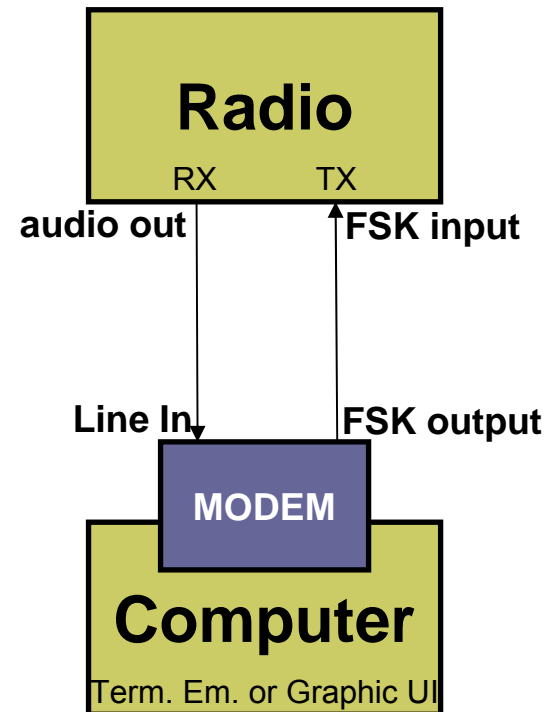 Radio
RX TX
audio out FSK input
Line In FSK output
MODEM
Computer
Term. Em. or Graphic UI